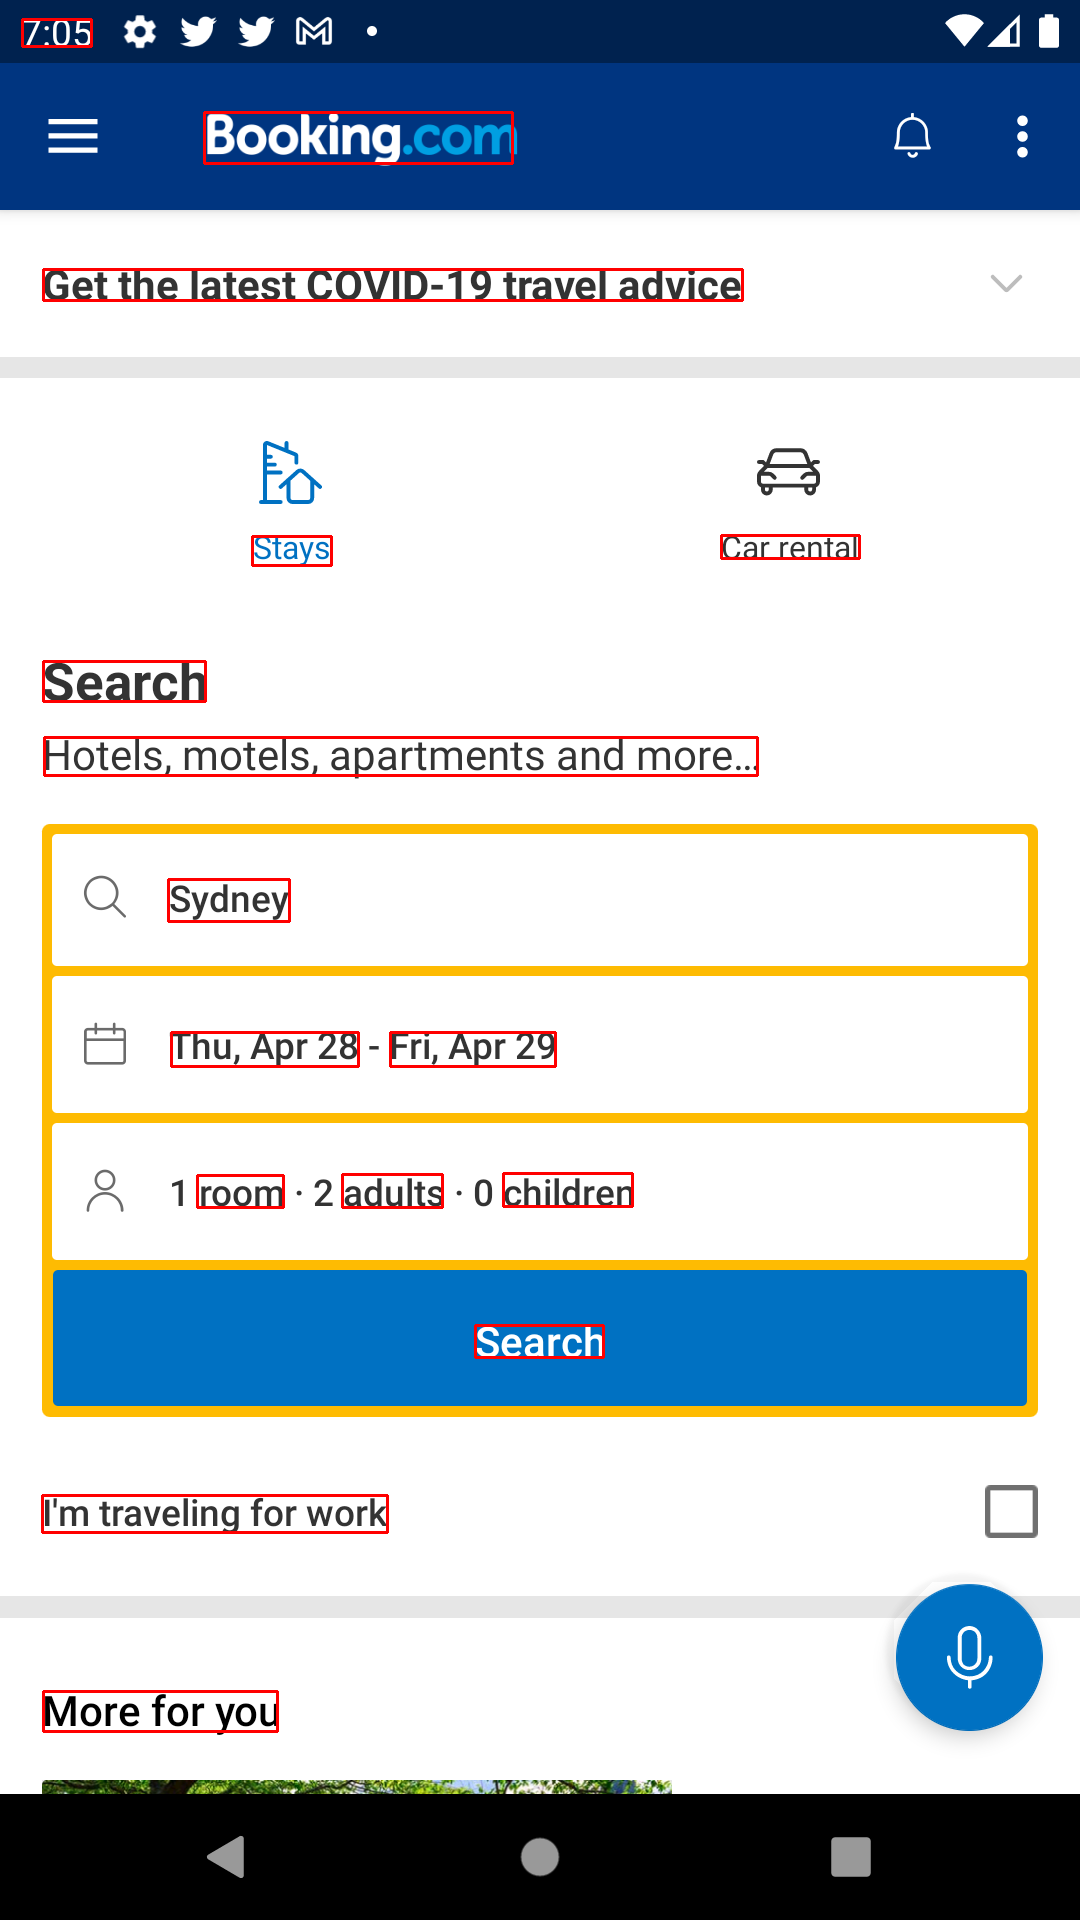 7:05
Booking.com
Get the latest COVID-19 travel advice
Stays
Car rental
Search
Hotels, motels, apartments and more...
Sydney
Thu, Apr 28 - Fri, Apr 29
1 room · 2 adults · 0 children
Search
I'm traveling for work
More for you